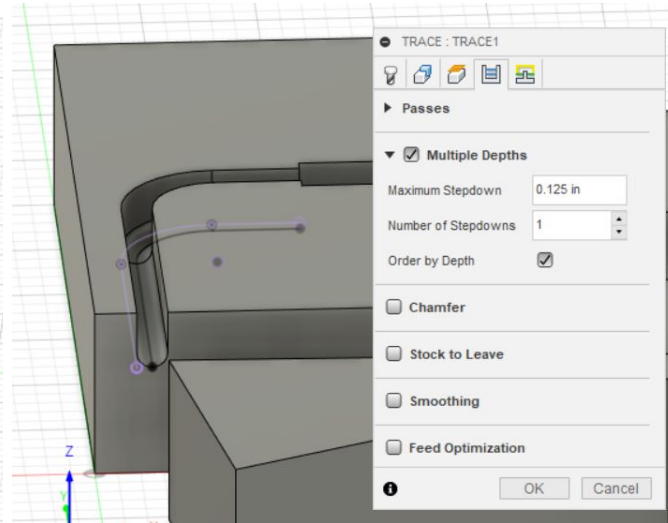 TRACE : TRACE1
Passes
Multiple Depths
Maximum Stepdown 0.125 in
Number of Stepdowns 1
Order by Depth
Chamfer
Stock to Leave
Smoothing
Feed Optimization
OK Cancel
Z
Y